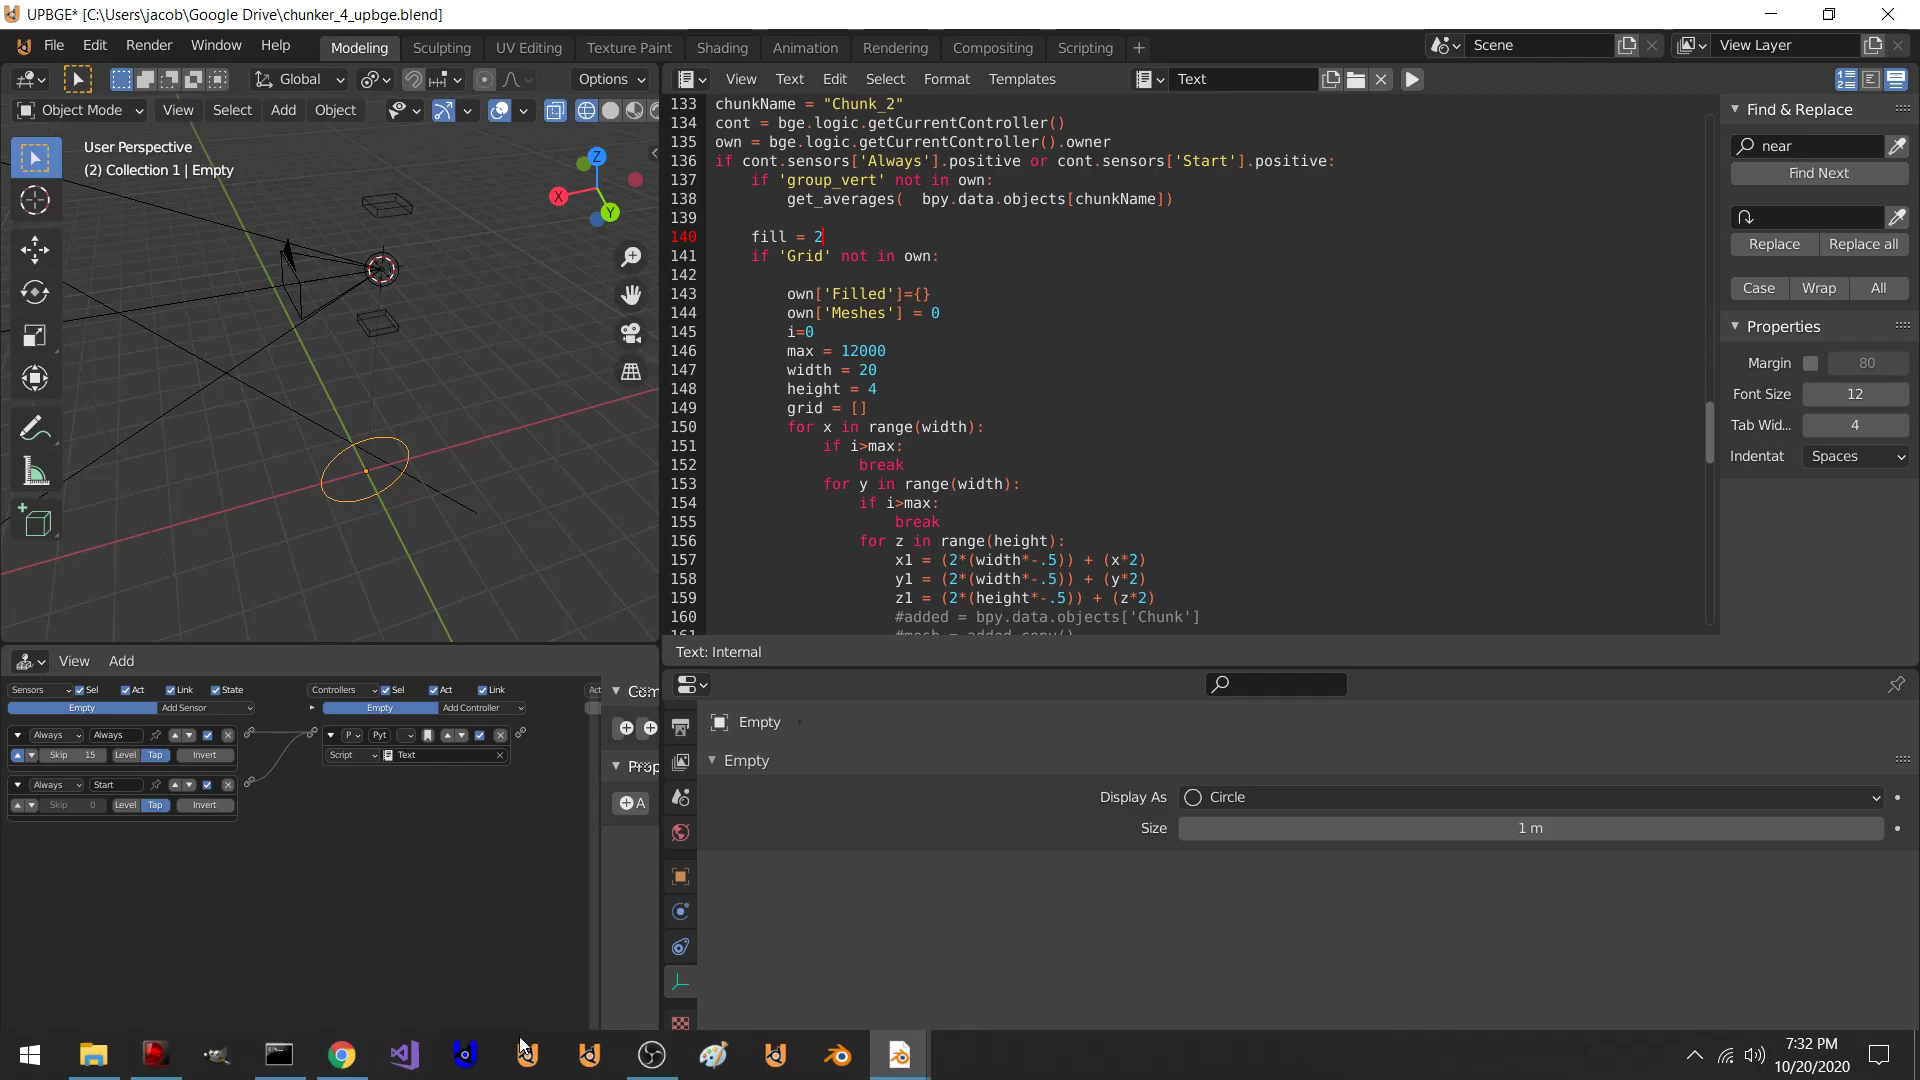 UPBGE* [C:\Users\jacob\Google Drive\chunker_4_upbge.blend]
File Edit Render Window Help
Modeling Sculpting UV Editing Texture Paint Shading Animation Rendering Compositing Scripting +
Scene
View Layer
Global
Options
View Text Edit Select Format Templates
Text
Object Mode View Select Add Object
User Perspective
(2) Collection 1 | Empty
Z
X
Y
133 chunkName = "Chunk_2"
134 cont = bge.logic.getCurrentController()
135 own = bge.logic.getCurrentController().owner
136 if cont.sensors['Always'].positive or cont.sensors['Start'].positive:
137 if 'group_vert' not in own:
138 get_averages(  bpy.data.objects[chunkName])
139
140 fill = 2
141 if 'Grid' not in own:
142
143 own['Filled']={}
144 own['Meshes'] = 0
145 i=0
146 max = 12000
147 width = 20
148 height = 4
149 grid = []
150 for x in range(width):
151 if i>max:
152 break
153 for y in range(width):
154 if i>max:
155 break
156 for z in range(height):
157 x1 = (2*(width*-.5)) + (x*2)
158 y1 = (2*(width*-.5)) + (y*2)
159 z1 = (2*(height*-.5)) + (z*2)
160 #added = bpy.data.objects['Chunk']
161 #mesh = added.copy()
Text: Internal
Find & Replace
near
Find Next
Replace Replace all
Case Wrap All
Properties
Margin 80
Font Size 12
Tab Wid... 4
Indentat Spaces
View Add
Sensors Sel Act Link State
Empty Add Sensor
Always Always
Skip 15 Level Tap Invert
Always Start
Skip 0 Level Tap Invert
Controllers Sel Act Link
Empty Add Controller
P Pyt
Script Text
Act
Com
Prop
A
Empty
Empty
Display As Circle
Size 1 m
7:32 PM
10/20/2020